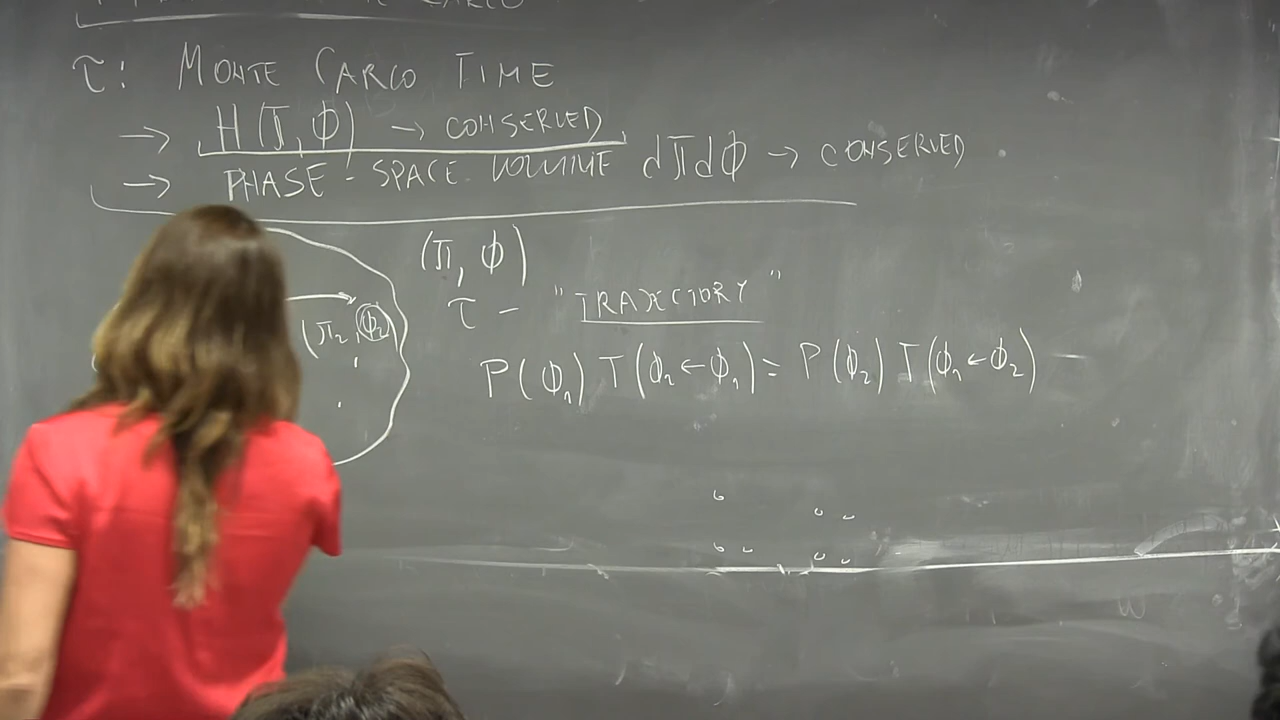 τ: MONTE CARLO TIME
→ H(π, φ) → CONSERVED
→ PHASE-SPACE VOLUME dπdφ → CONSERVED
(π, φ)
τ - "TRAJECTORY"
(π₂, φ₂)
P(φ₁) T(φ₂←φ₁) = P(φ₂) T(φ₁←φ₂)